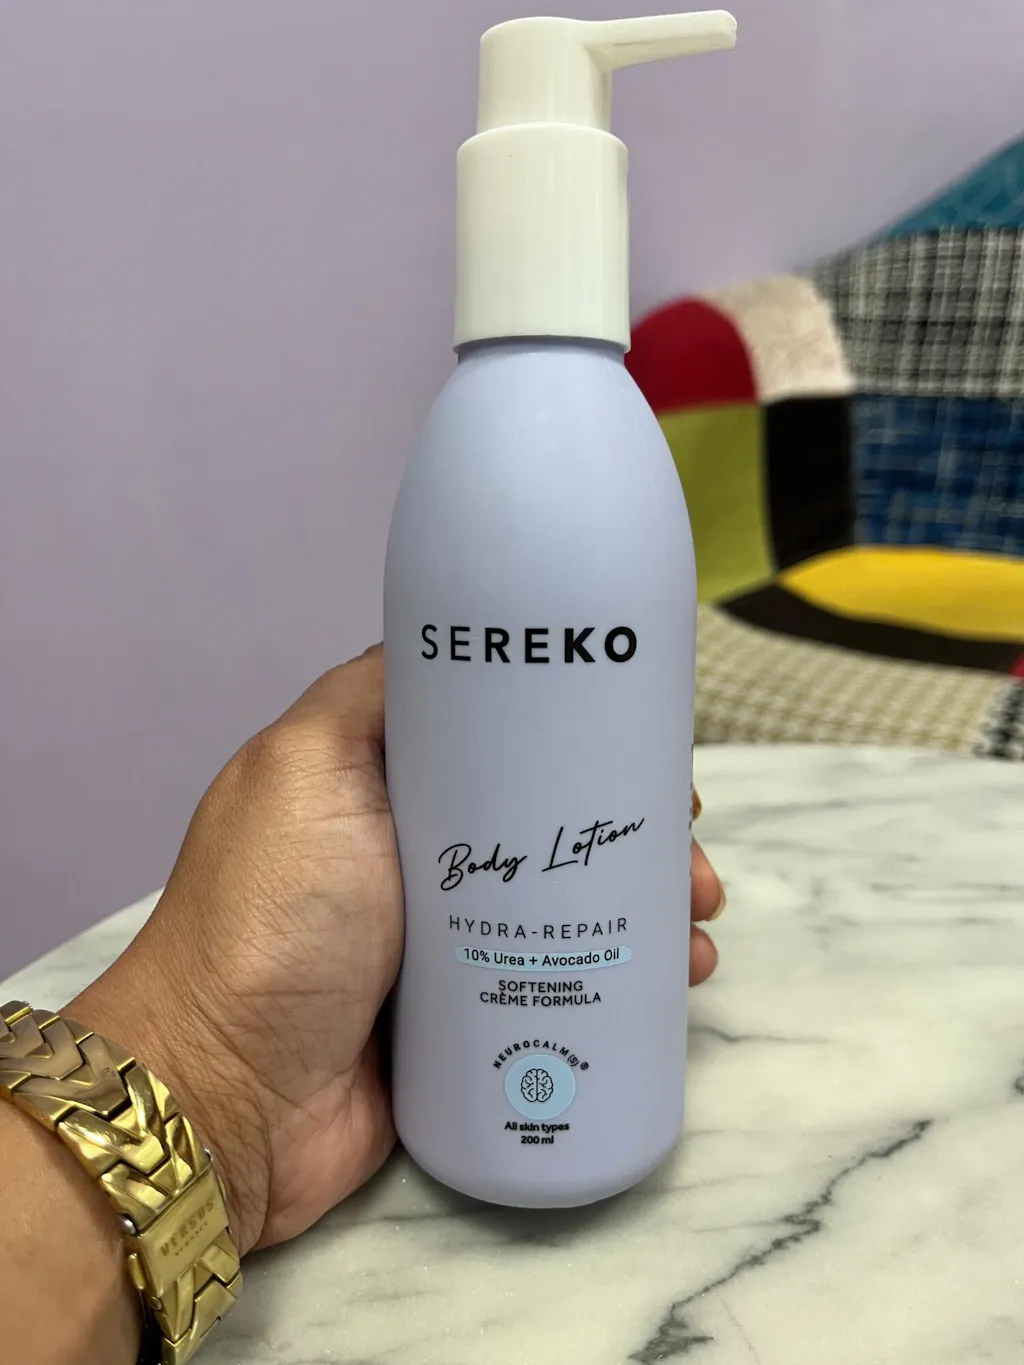 SEREKO
Body Lotion
HYDRA-REPAIR
10% Urea + Avocado Oil
SOFTENING
CRÈME FORMULA
NEUROCALM(S)®
All skin types
200 ml
VERSUS
VERSACE